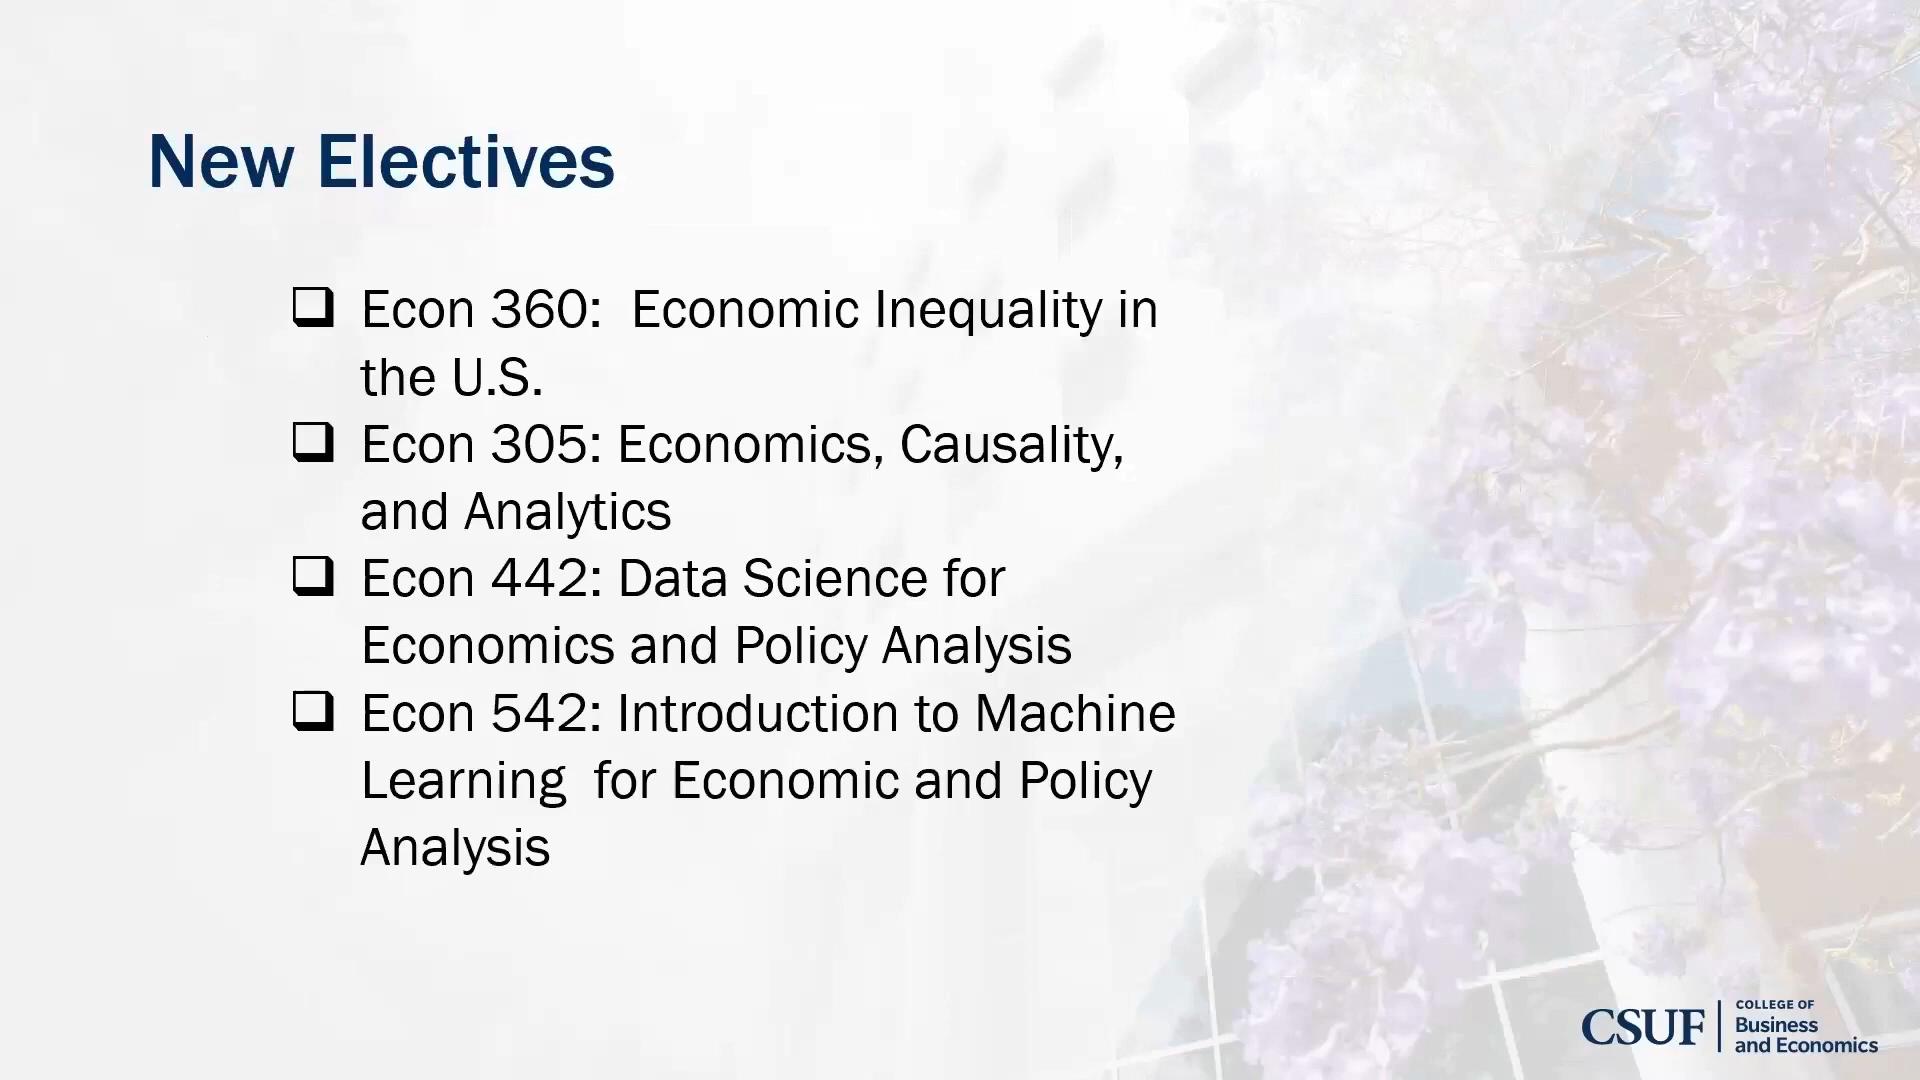 New Electives
Econ 360:  Economic Inequality in
the U.S.
Econ 305: Economics, Causality,
and Analytics
Econ 442: Data Science for
Economics and Policy Analysis
Econ 542: Introduction to Machine
Learning  for Economic and Policy
Analysis
CSUF
COLLEGE OF
Business
and Economics